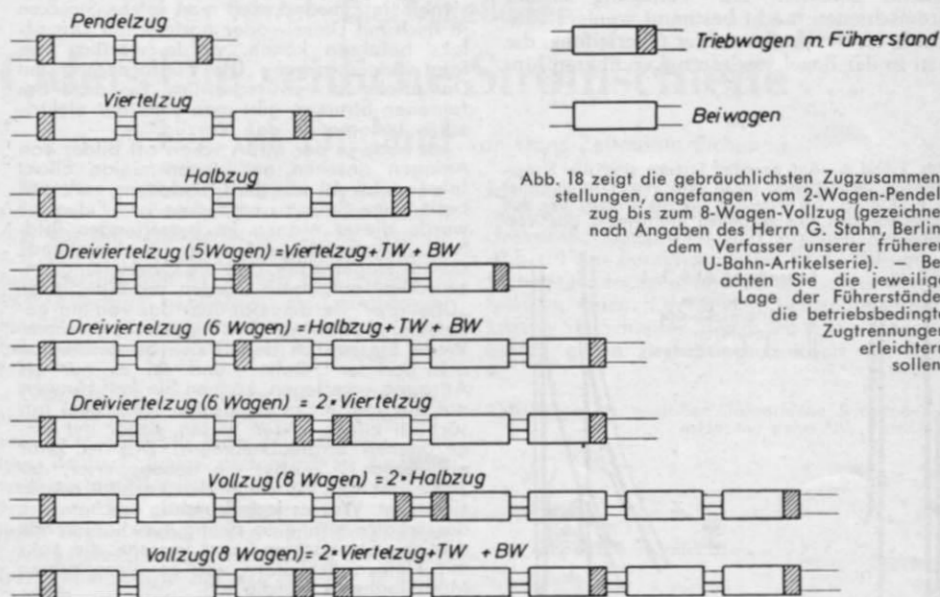 Pendelzug
Viertelzug
Halbzug
Dreiviertelzug (5 Wagen) = Viertelzug + TW + BW
Dreiviertelzug (6 Wagen) = Halbzug + TW + BW
Dreiviertelzug (6 Wagen) = 2 • Viertelzug
Vollzug (8 Wagen) = 2 • Halbzug
Vollzug (8 Wagen) = 2 • Viertelzug + TW + BW
Triebwagen m. Führerstand
Beiwagen
Abb. 18 zeigt die gebräuchlichsten Zugzusammen
stellungen, angefangen vom 2-Wagen-Pendel
zug bis zum 8-Wagen-Vollzug (gezeichne
nach Angaben des Herrn G. Stahn, Berlin
dem Verfasser unserer früherer
U-Bahn-Artikelserie). — Be
achten Sie die jeweilige
Lage der Führerstände
die betriebsbedingte
Zugtrennungen
erleichtern
sollen